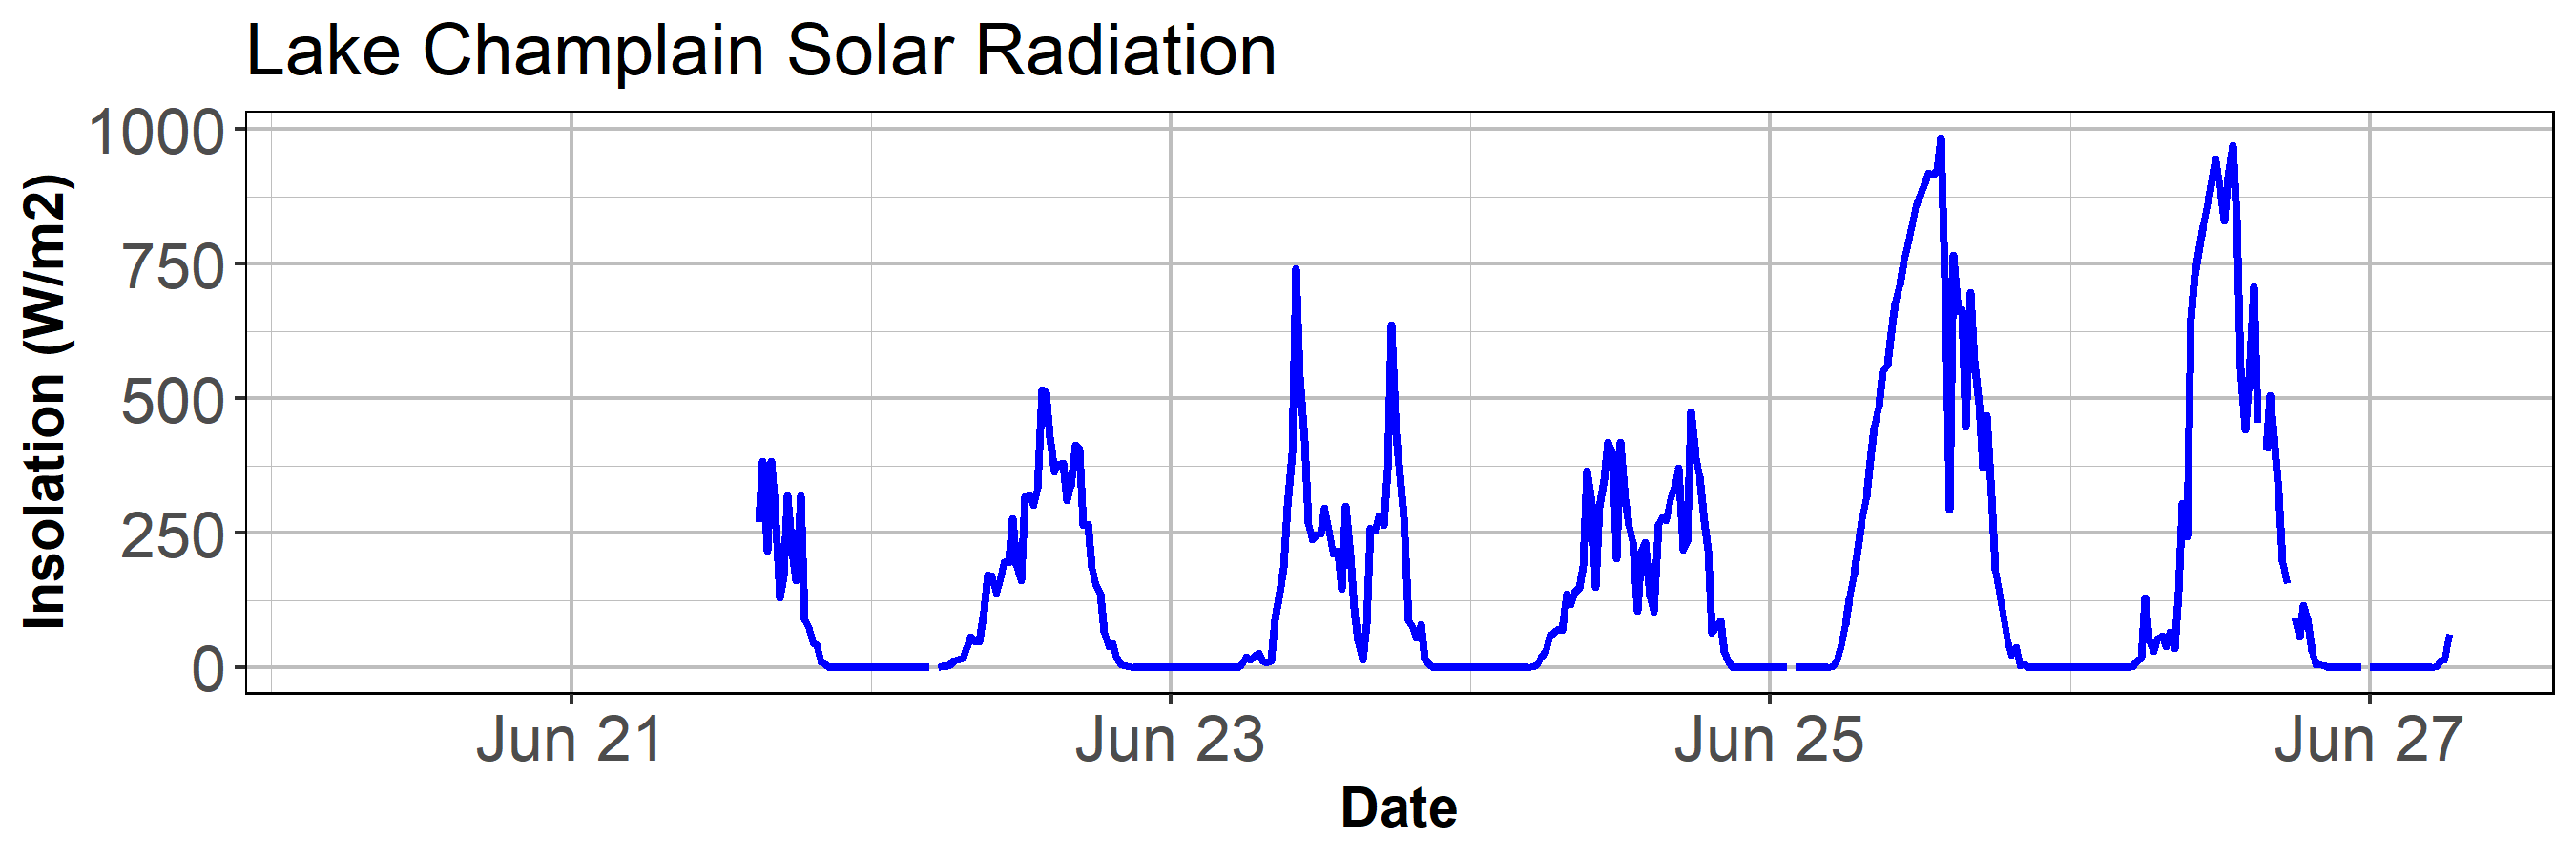 Lake Champlain Solar Radiation
Insolation (W/m2)
1000
750
500
250
0
Jun 21 Jun 23 Jun 25 Jun 27
Date